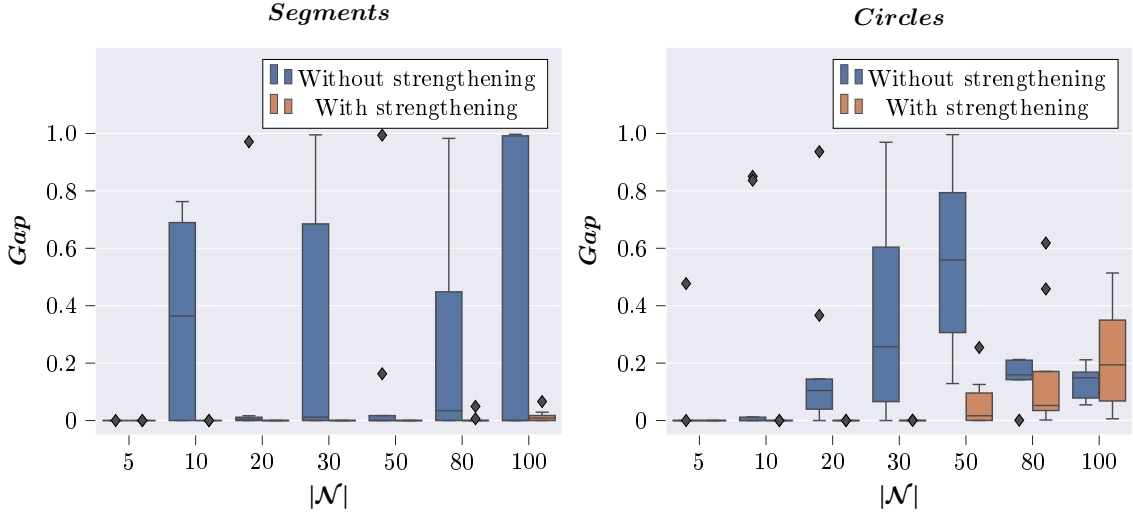 Segments
Without strengthening
With strengthening
1.0
0.8
0.6
0.4
0.2
0
Gap
5 10 20 30 50 80 100
|𝒩|
Circles
Without strengthening
With strengthening
1.0
0.8
0.6
0.4
0.2
0
Gap
5 10 20 30 50 80 100
|𝒩|